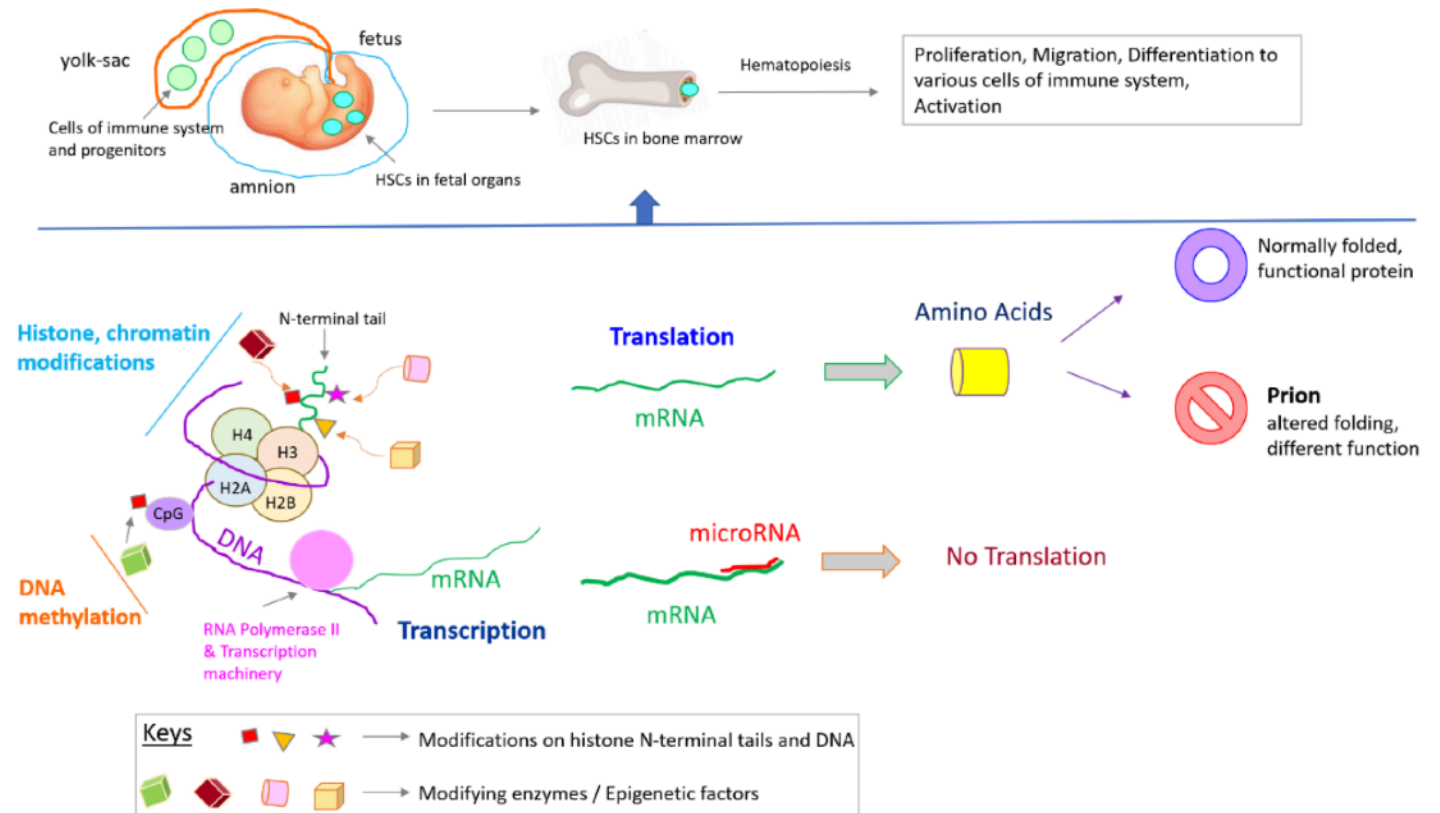 fetus
yolk-sac
Cells of immune system
and progenitors
amnion
HSCs in fetal organs
HSCs in bone marrow
Hematopoiesis
Proliferation, Migration, Differentiation to
various cells of immune system,
Activation
Histone, chromatin
modifications
N-terminal tail
H4
H3
H2A
H2B
CpG
DNA
DNA
methylation
RNA Polymerase II
& Transcription
machinery
mRNA
Transcription
Translation
mRNA
Amino Acids
Normally folded,
functional protein
Prion
altered folding,
different function
microRNA
mRNA
No Translation
Keys
Modifications on histone N-terminal tails and DNA
Modifying enzymes / Epigenetic factors